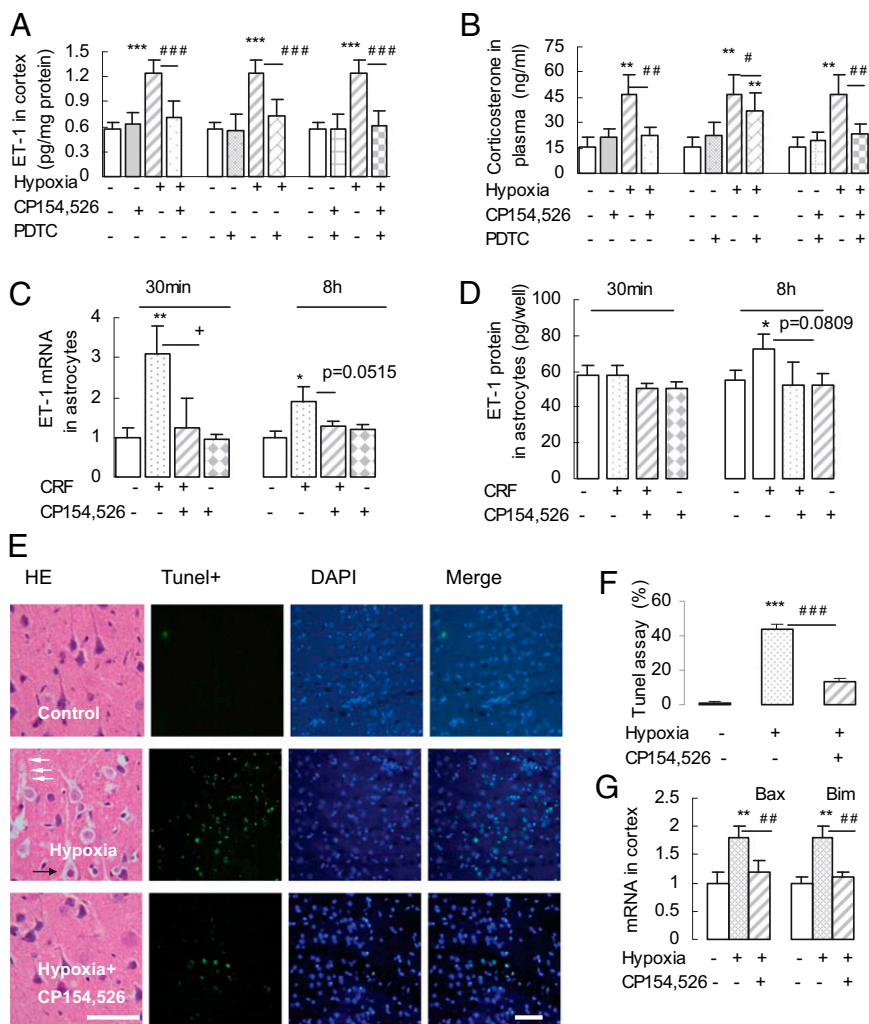 A
ET-1 in cortex
(pg/mg protein)
1.5
1.2
0.9
0.6
0.3
0
*** ### *** ### *** ###
Hypoxia - - + + - - + + - - + +
CP154,526 - + - + - - - - - + - +
PDTC - - - - - + - + - + - +
B
Corticosterone in
plasma (ng/ml)
75
60
45
30
15
0
** ## ** # ** ** ##
Hypoxia - - + + - - + + - - + +
CP154,526 - + - + - - - - - + - +
PDTC - - - - - + - + - + - +
C
30min 8h
ET-1 mRNA
in astrocytes
4
3
2
1
0
** + * p=0.0515
CRF - + + - - + + -
CP154,526 - - + + - - + +
D
30min 8h
ET-1 protein
in astrocytes (pg/well)
100
80
60
40
20
0
* p=0.0809
CRF - + + - - + + -
CP154,526 - - + + - - + +
E
HE Tunel+ DAPI Merge
Control
Hypoxia
Hypoxia+
CP154,526
F
Tunel assay (%)
60
40
20
0
*** ###
Hypoxia - + +
CP154,526 - - +
G
Bax Bim
mRNA in cortex
2.5
2
1.5
1
0.5
0
** ## ** ##
Hypoxia - + + - + +
CP154,526 - - + - - +